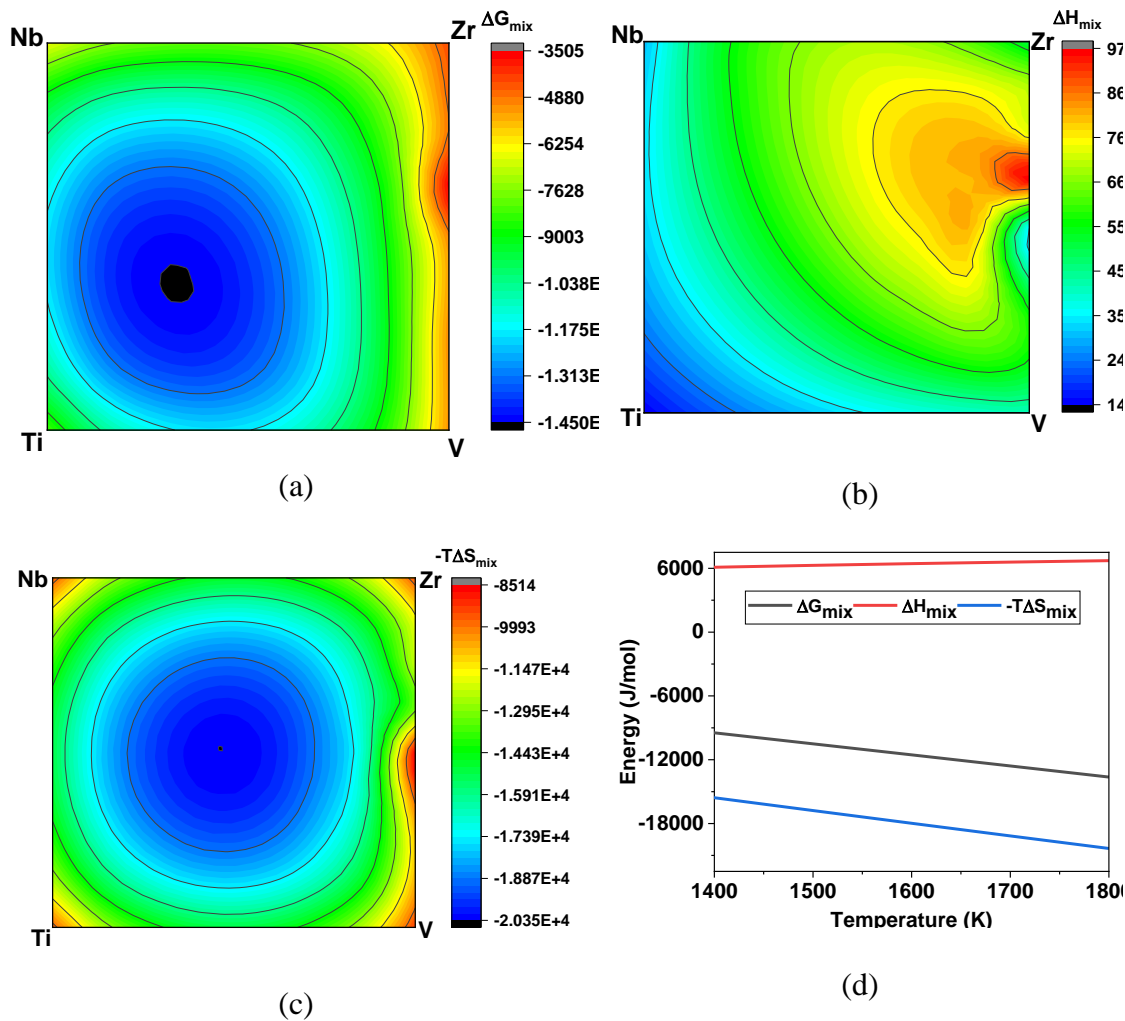 Nb
Zr
ΔGmix
-3505
-4880
-6254
-7628
-9003
-1.038E
-1.175E
-1.313E
-1.450E
Ti
V
(a)
Nb
Zr
ΔHmix
97
86
76
66
55
45
35
24
14
Ti
V
(b)
Nb
Zr
-TΔSmix
-8514
-9993
-1.147E+4
-1.295E+4
-1.443E+4
-1.591E+4
-1.739E+4
-1.887E+4
-2.035E+4
Ti
V
(c)
Energy (J/mol)
6000
0
-6000
-12000
-18000
ΔGmix ΔHmix -TΔSmix
1400 1500 1600 1700 180
Temperature (K)
(d)